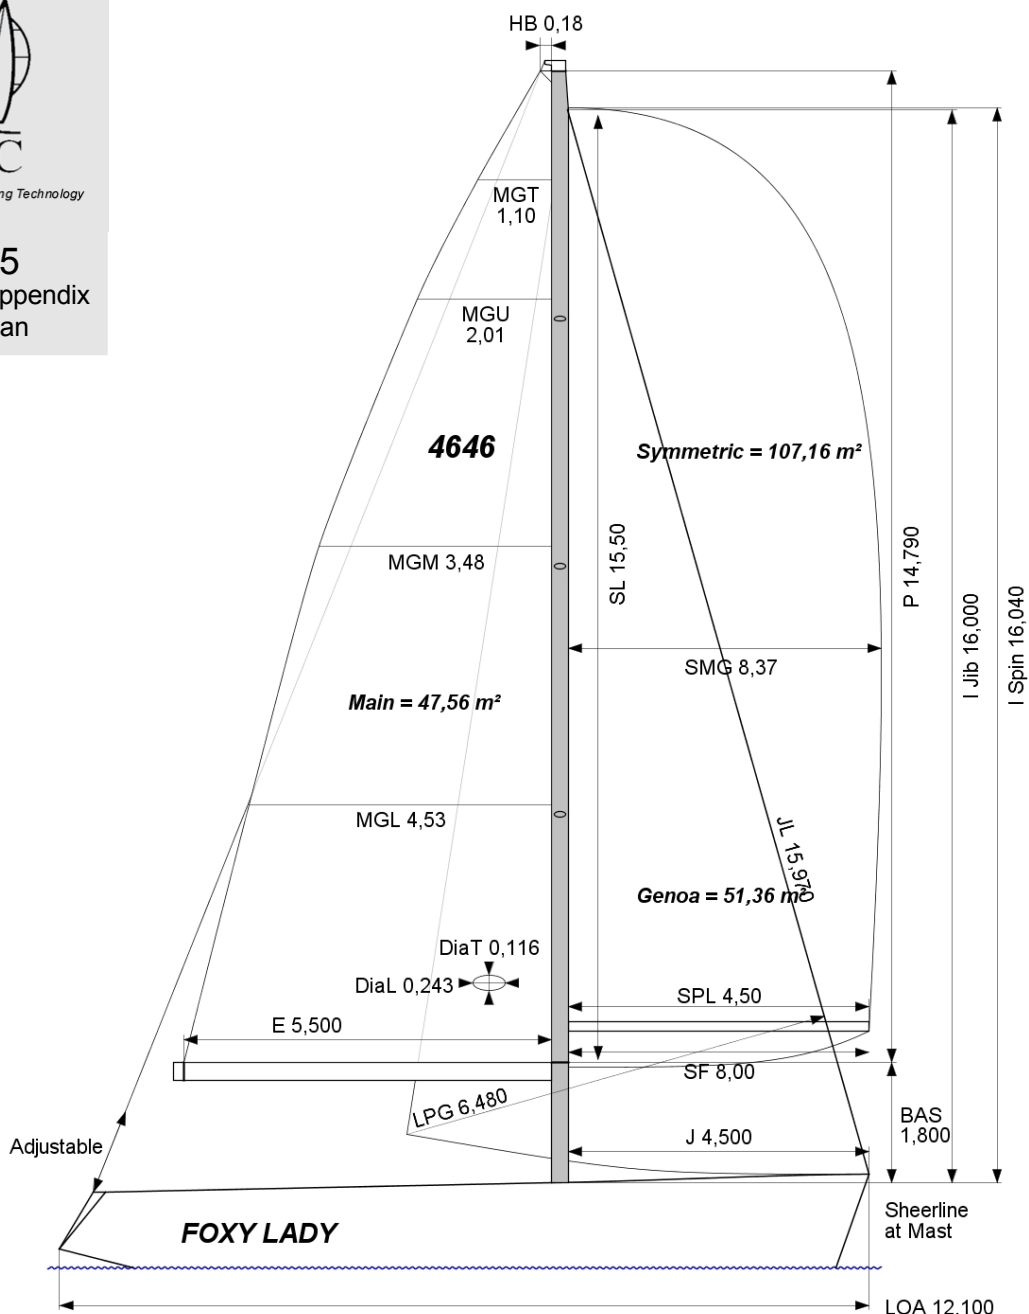 HB 0,18
C
ng Technology
5
ppendix
an
MGT
1,10
MGU
2,01
4646
Symmetric = 107,16 m²
SL 15,50
P 14,790
I Jib 16,000
I Spin 16,040
MGM 3,48
SMG 8,37
Main = 47,56 m²
MGL 4,53
JL 15,970
Genoa = 51,36 m²
DiaT 0,116
DiaL 0,243
SPL 4,50
E 5,500
SF 8,00
LPG 6,480
BAS
1,800
J 4,500
Adjustable
Sheerline
at Mast
FOXY LADY
LOA 12,100